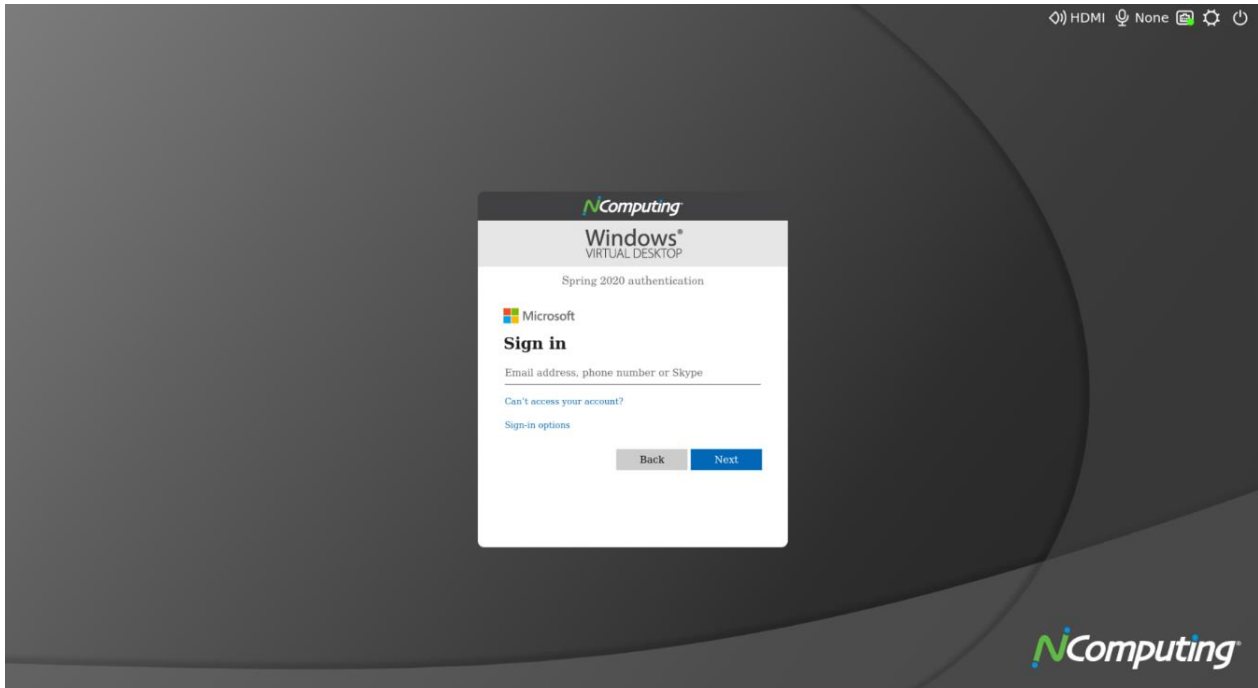 HDMI None
NComputing
Windows®
VIRTUAL DESKTOP
Spring 2020 authentication
Microsoft
Sign in
Email address, phone number or Skype
Can't access your account?
Sign-in options
Back Next
NComputing